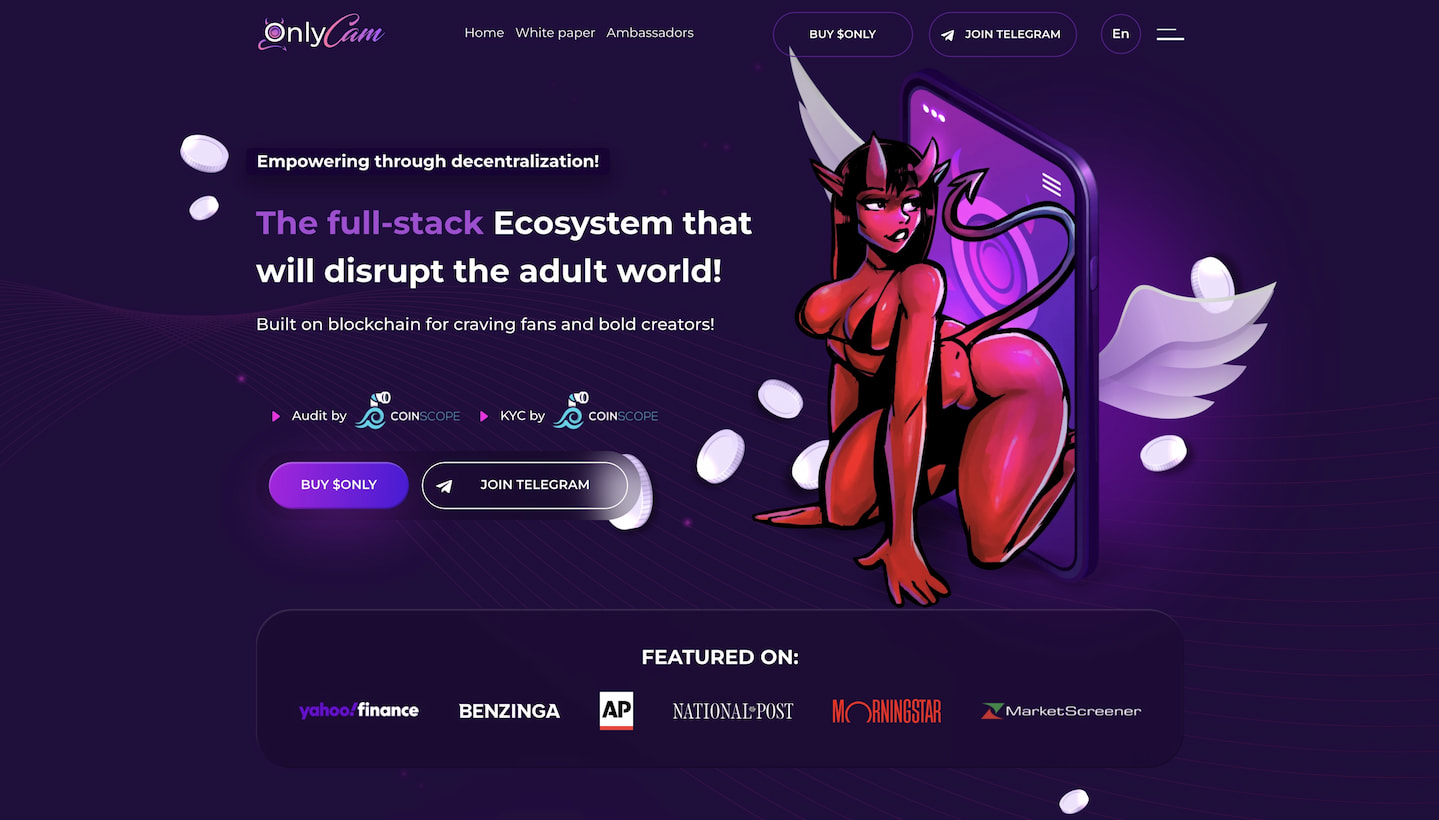 OnlyCam
Home White paper Ambassadors
BUY $ONLY
JOIN TELEGRAM
En
Empowering through decentralization!
The full-stack Ecosystem that
will disrupt the adult world!
Built on blockchain for craving fans and bold creators!
Audit by COINSCOPE
KYC by COINSCOPE
BUY $ONLY
JOIN TELEGRAM
FEATURED ON:
yahoo!finance
BENZINGA
AP
NATIONAL POST
MORNINGSTAR
MarketScreener